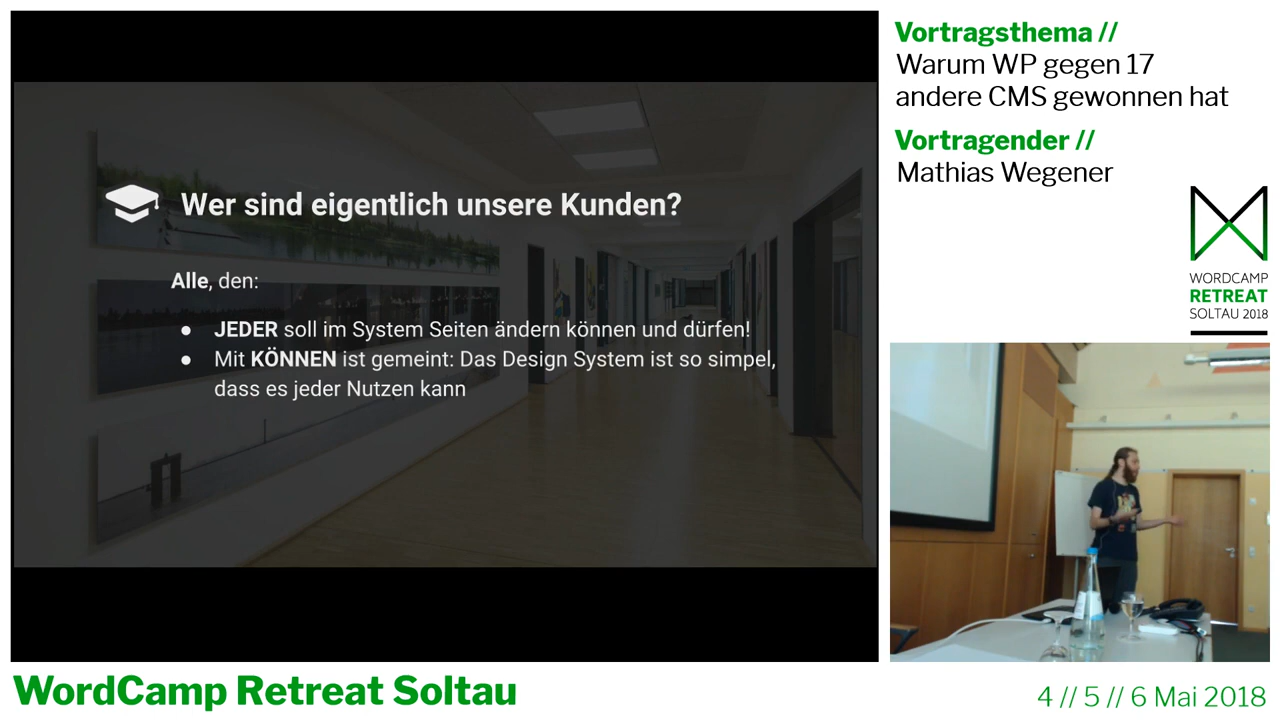 Wer sind eigentlich unsere Kunden?
Alle, den:
● JEDER soll im System Seiten ändern können und dürfen!
● Mit KÖNNEN ist gemeint: Das Design System ist so simpel,
dass es jeder Nutzen kann
Vortragsthema //
Warum WP gegen 17
andere CMS gewonnen hat
Vortragender //
Mathias Wegener
WORDCAMP
RETREAT
SOLTAU 2018
WordCamp Retreat Soltau
4 // 5 // 6 Mai 2018